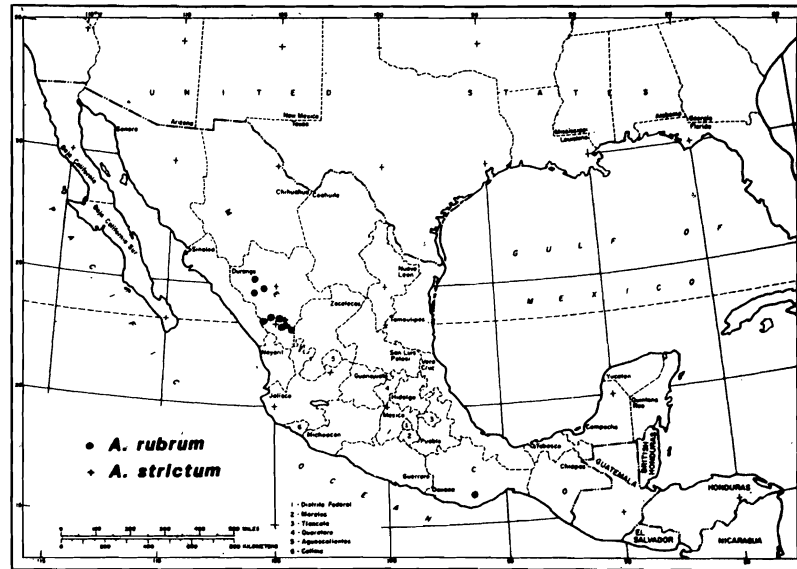 UNITED STATES
Arizona
New Mexico
Texas
Sonora
Mississippi
Louisiana
Alabama
Georgia
Florida
Baja California
Baja California Sur
Chihuahua
Coahuila
Sinaloa
Durango
Nuevo
Leon
GULF OF
MEXICO
Zacatecas
Tamaulipas
Nayarit
San Luis
Potosi
Vera
Cruz
Guanajuato
Hidalgo
Jalisco
Mexico
Michoacan
Puebla
Yucatan
Quintana
Roo
Campeche
Tabasco
Chiapas
Guerrero
Oaxaca
GUATEMALA
BRITISH
HONDURAS
HONDURAS
EL
SALVADOR
NICARAGUA
OCEAN
● A. rubrum
+ A. strictum
1 - Distrito Federal
2 - Morelos
3 - Tlaxcala
4 - Queretaro
5 - Aguascalientes
6 - Colima
MILES
KILOMETERS